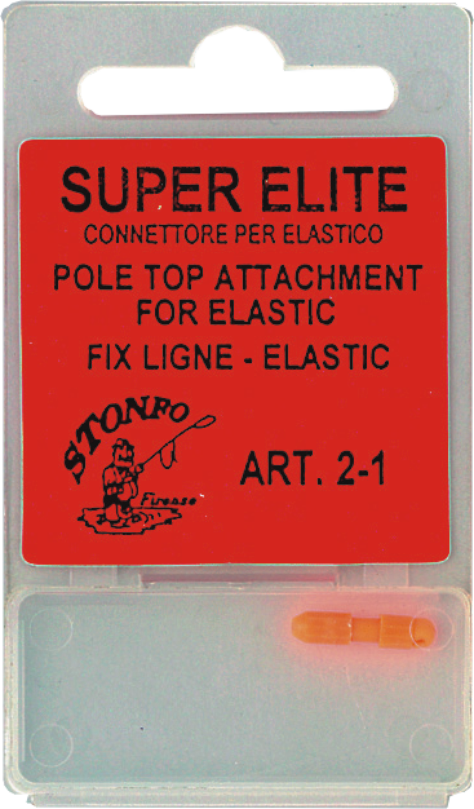 SUPER ELITE
CONNETTORE PER ELASTICO
POLE TOP ATTACHMENT
FOR ELASTIC
FIX LIGNE - ELASTIC
STONFO
Firenze
ART. 2-1